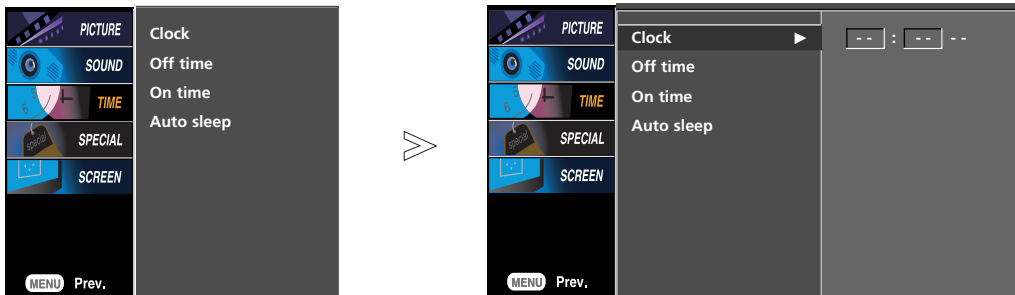 PICTURE
SOUND
TIME
SPECIAL
SCREEN
MENU Prev.
Clock
Off time
On time
Auto sleep
PICTURE
SOUND
TIME
SPECIAL
SCREEN
MENU Prev.
Clock ► - - : - - - -
Off time
On time
Auto sleep